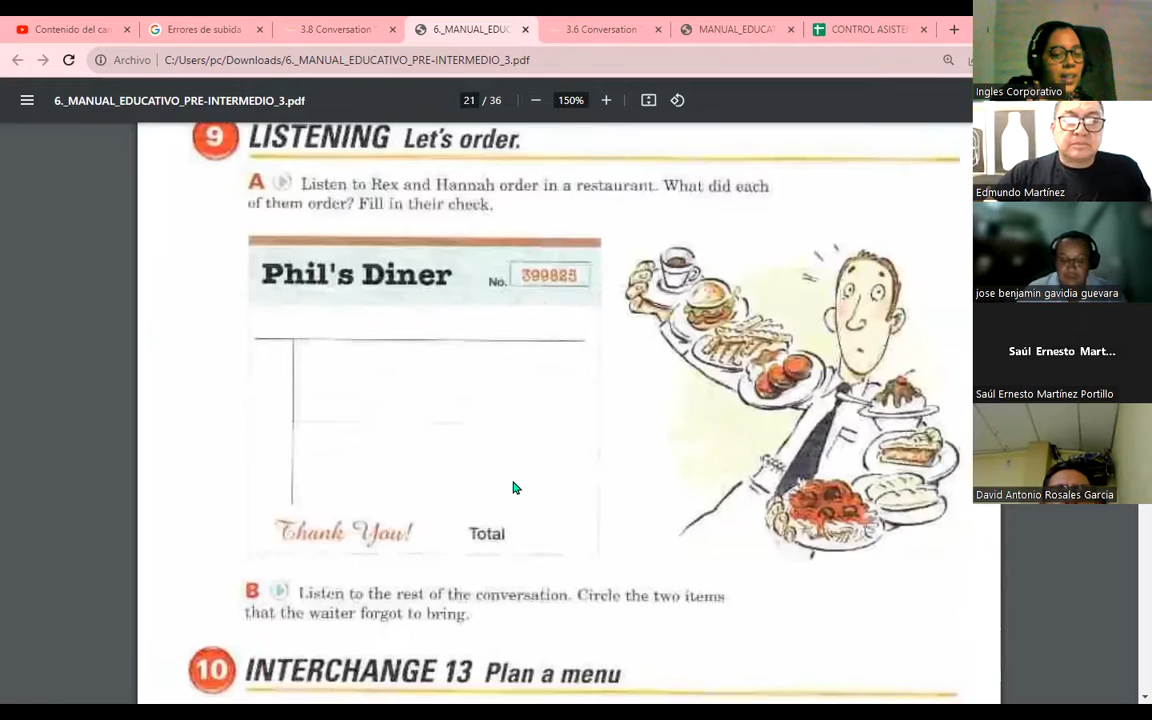 Contenido del car
Errores de subida
3.8 Conversation
6._MANUAL_EDUC
3.6 Conversation
MANUAL_EDUCATIV
CONTROL ASISTE
Archivo
C:/Users/pc/Downloads/6._MANUAL_EDUCATIVO_PRE-INTERMEDIO_3.pdf
6._MANUAL_EDUCATIVO_PRE-INTERMEDIO_3.pdf
21 / 36
150%
9 LISTENING Let's order.
A Listen to Rex and Hannah order in a restaurant. What did each
of them order? Fill in their check.
Phil's Diner
No. 399825
Thank You!
Total
B Listen to the rest of the conversation. Circle the two items
that the waiter forgot to bring.
10 INTERCHANGE 13 Plan a menu
Ingles Corporativo
Edmundo Martínez
jose benjamin gavidia guevara
Saúl Ernesto Mart...
Saúl Ernesto Martínez Portillo
David Antonio Rosales Garcia